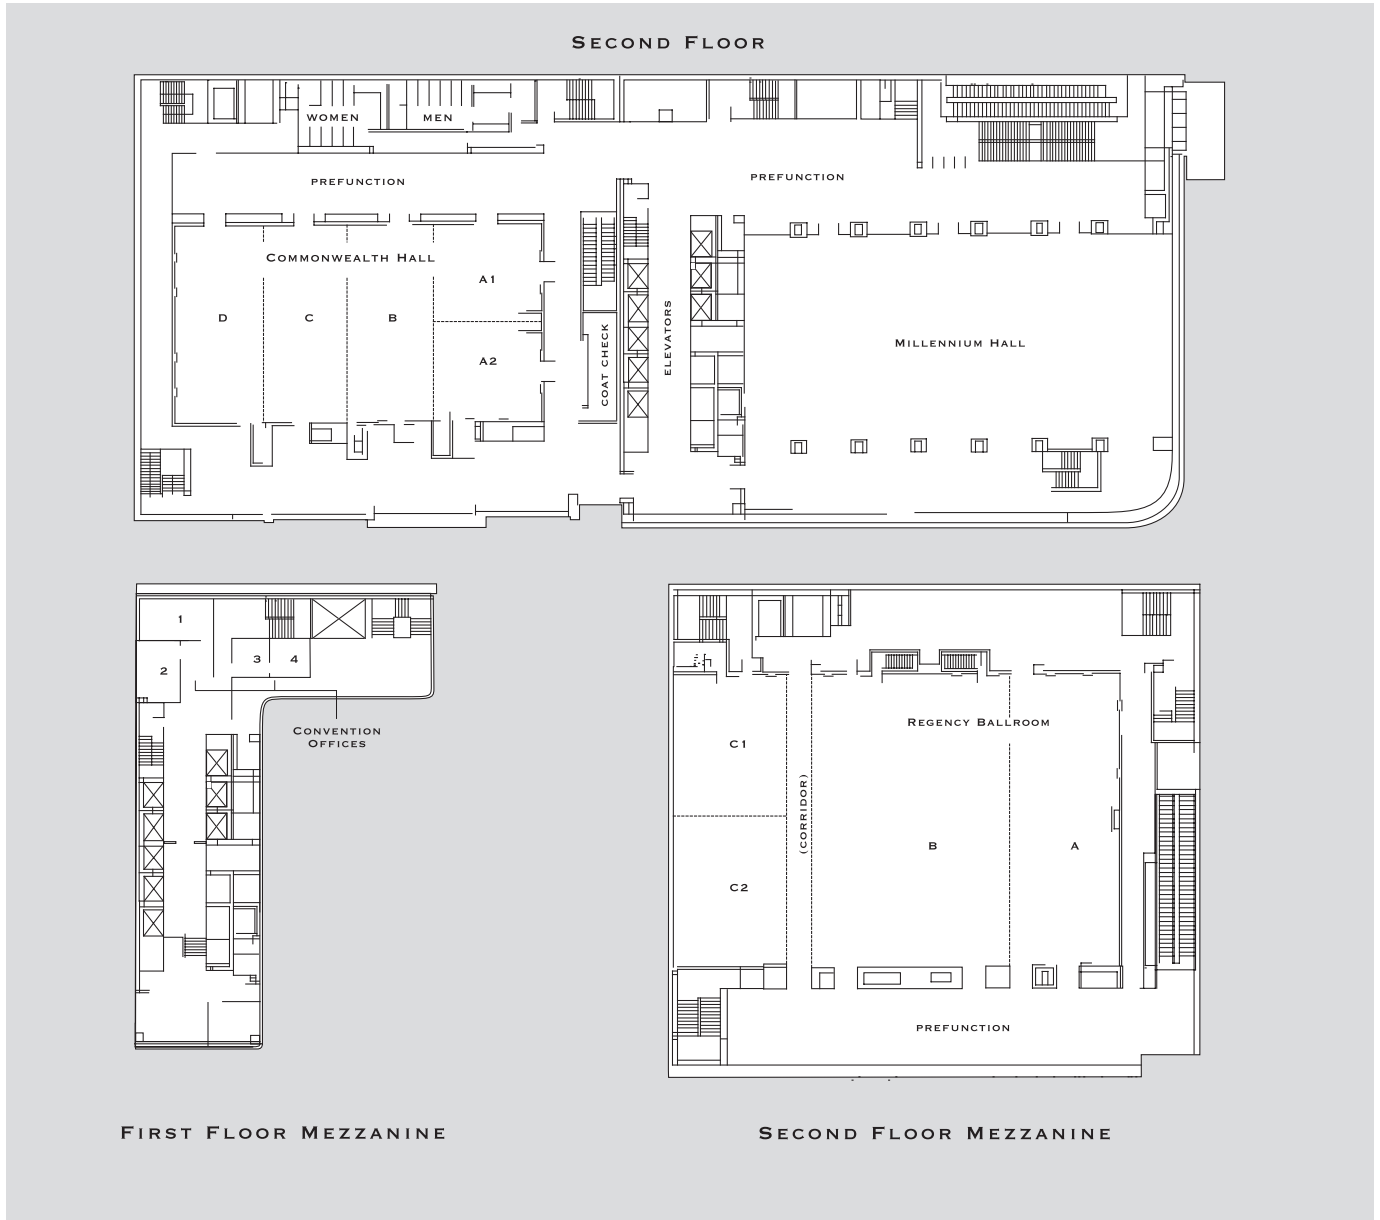 SECOND FLOOR
WOMEN
MEN
PREFUNCTION
PREFUNCTION
COMMONWEALTH HALL
A1
D
C
B
A2
COAT CHECK
ELEVATORS
MILLENNIUM HALL
1
2
3
4
CONVENTION
OFFICES
REGENCY BALLROOM
C1
(CORRIDOR)
B
A
C2
PREFUNCTION
FIRST FLOOR MEZZANINE
SECOND FLOOR MEZZANINE